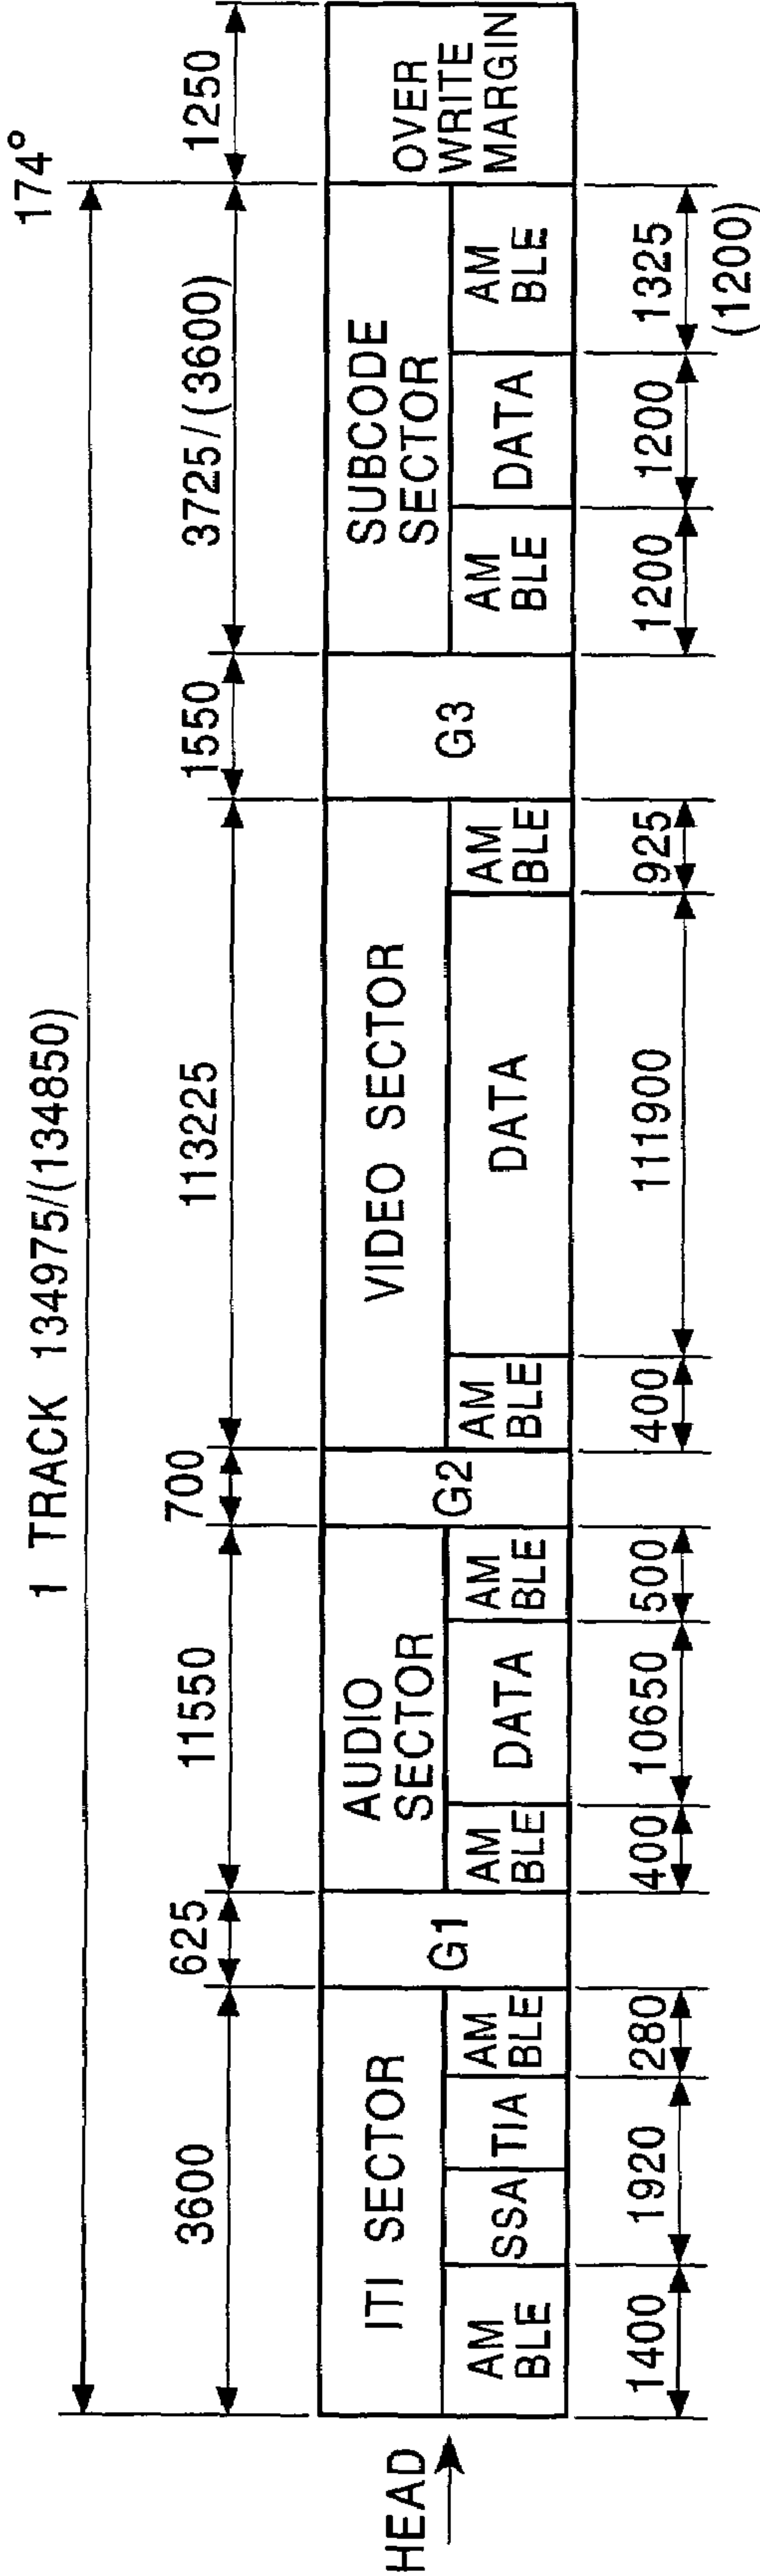 174°
1 TRACK 134975/(134850)
3600
625
11550
700
113225
1550
3725/(3600)
1250
HEAD
ITI SECTOR
G1
AUDIO
SECTOR
G2
VIDEO SECTOR
G3
SUBCODE
SECTOR
OVER
WRITE
MARGIN
AM
BLE
SSA
TIA
AM
BLE
AM
BLE
DATA
AM
BLE
AM
BLE
DATA
AM
BLE
AM
BLE
DATA
AM
BLE
1400
1920
280
400
10650
500
400
111900
925
1200
1200
1325
(1200)